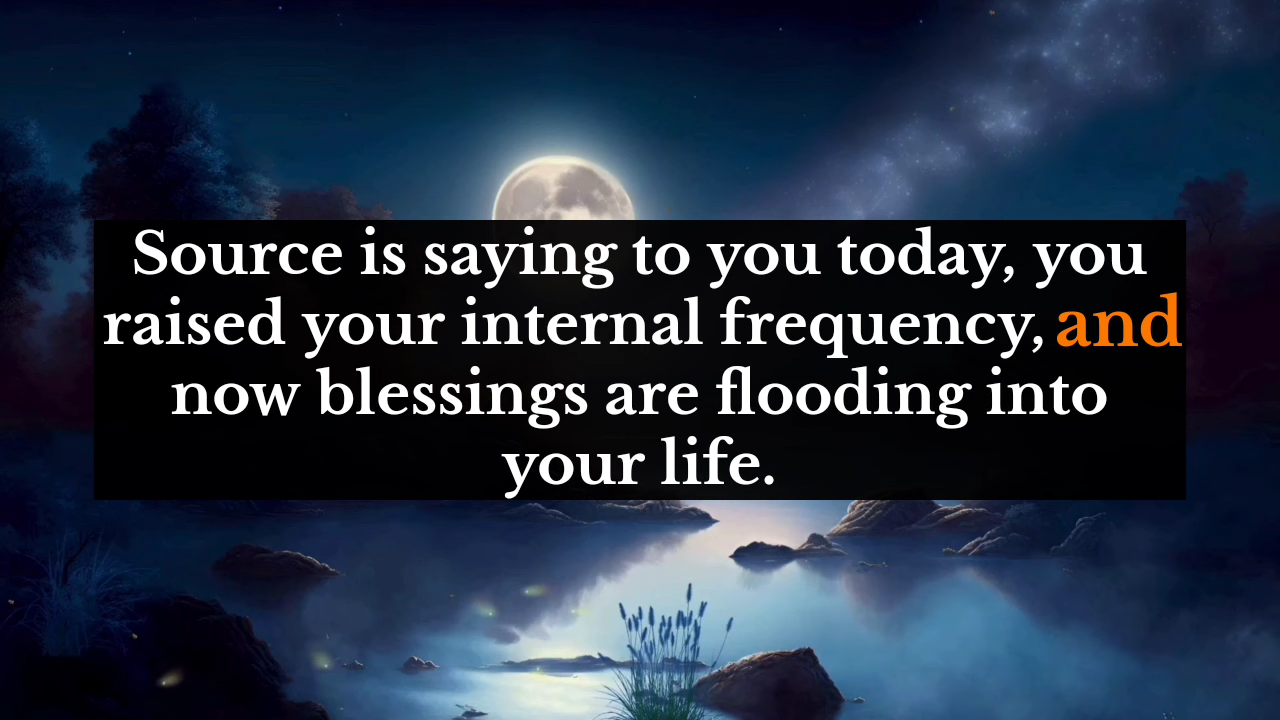 Source is saying to you today, you
raised your internal frequency, and
now blessings are flooding into
your life.